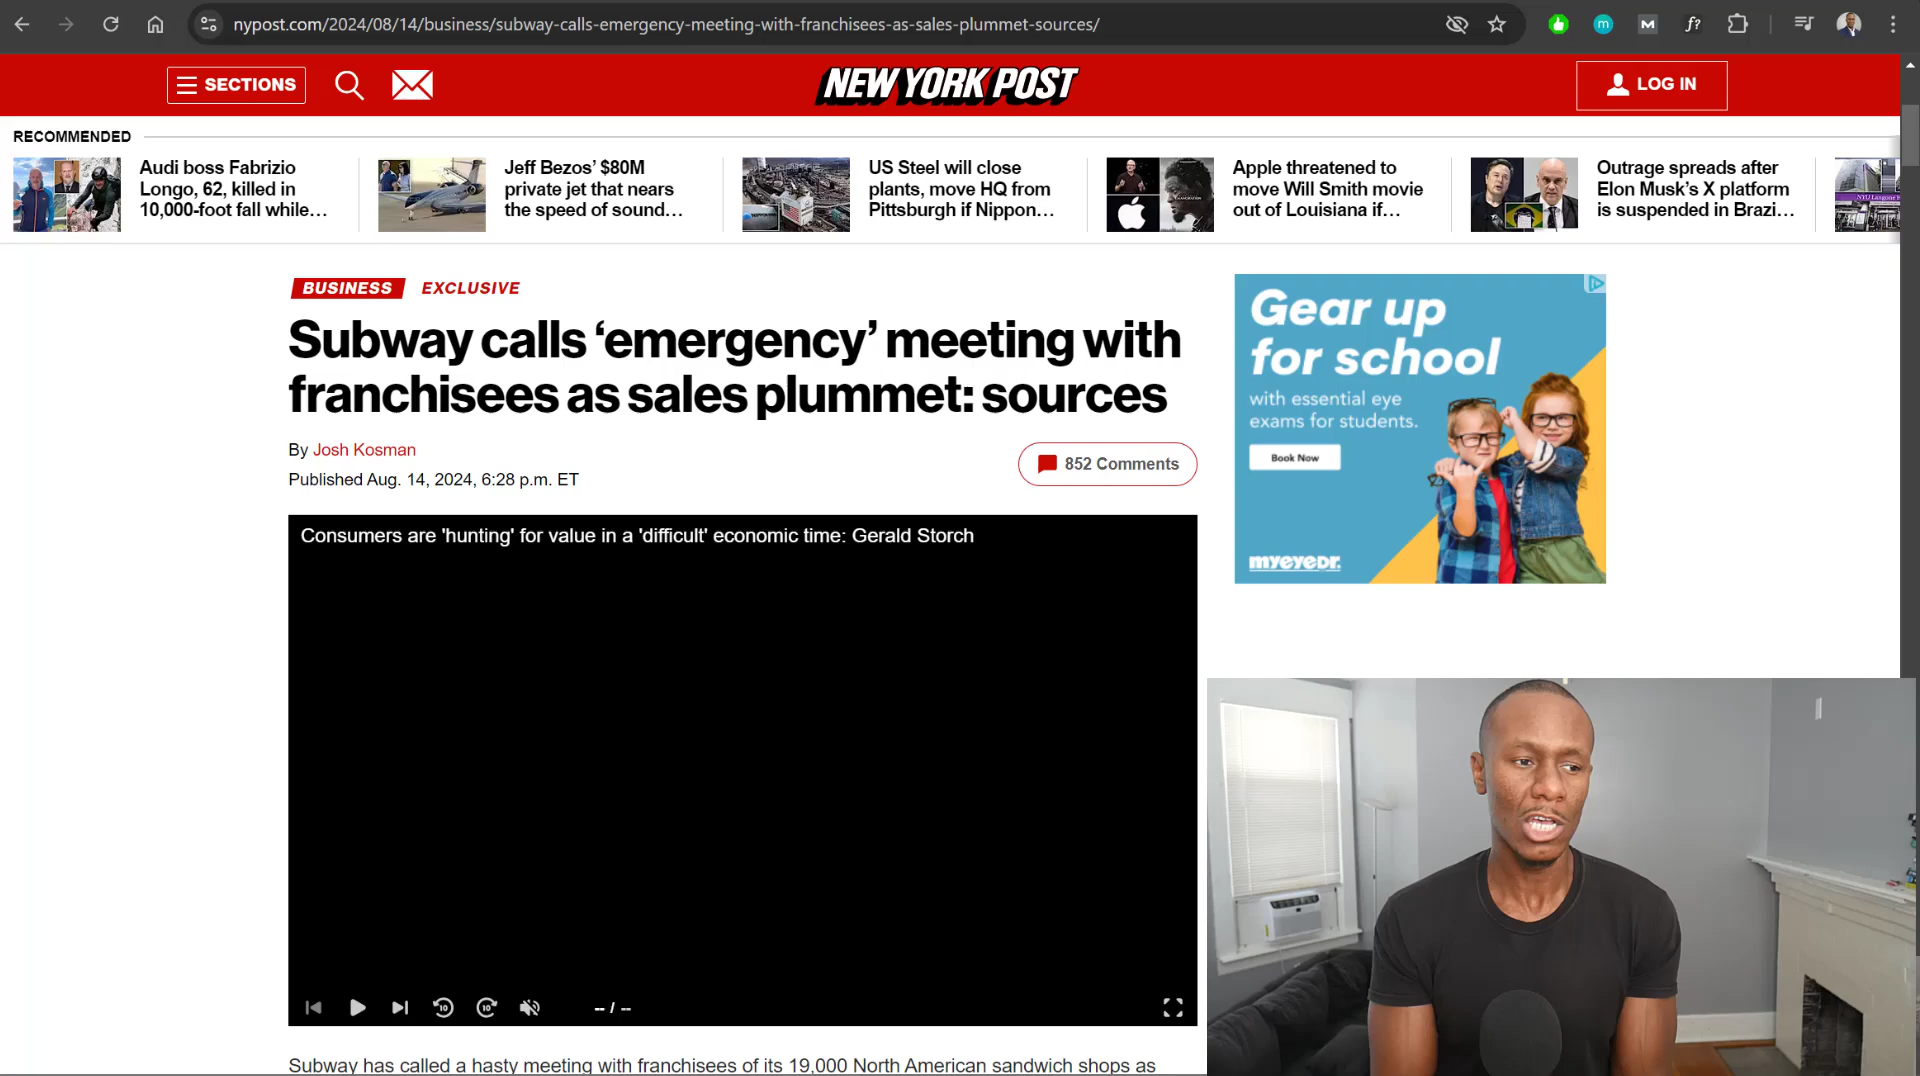 nypost.com/2024/08/14/business/subway-calls-emergency-meeting-with-franchisees-as-sales-plummet-sources/
SECTIONS
NEW YORK POST
LOG IN
RECOMMENDED
Audi boss Fabrizio
Longo, 62, killed in
10,000-foot fall while…
Jeff Bezos’ $80M
private jet that nears
the speed of sound…
US Steel will close
plants, move HQ from
Pittsburgh if Nippon…
Apple threatened to
move Will Smith movie
out of Louisiana if…
Outrage spreads after
Elon Musk’s X platform
is suspended in Brazi…
BUSINESS
EXCLUSIVE
Subway calls ‘emergency’ meeting with
franchisees as sales plummet: sources
By Josh Kosman
Published Aug. 14, 2024, 6:28 p.m. ET
852 Comments
Gear up
for school
with essential eye
exams for students.
Book Now
myeyedr.
Consumers are 'hunting' for value in a 'difficult' economic time: Gerald Storch
10
10
-- / --
Subway has called a hasty meeting with franchisees of its 19,000 North American sandwich shops as